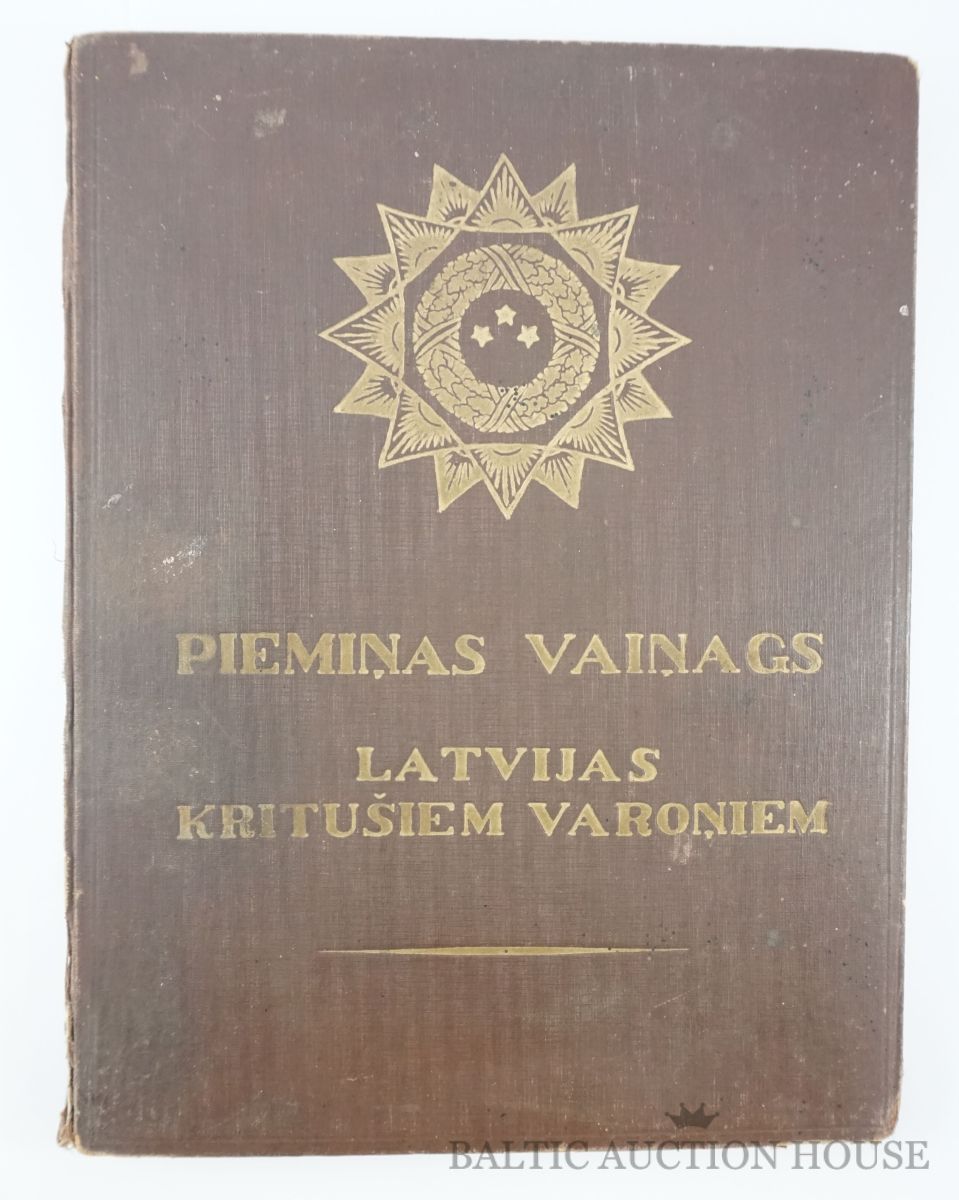 PIEMIŅAS VAIŅAGS
LATVIJAS
KRITUŠIEM VAROŅIEM
BALTIC AUCTION HOUSE